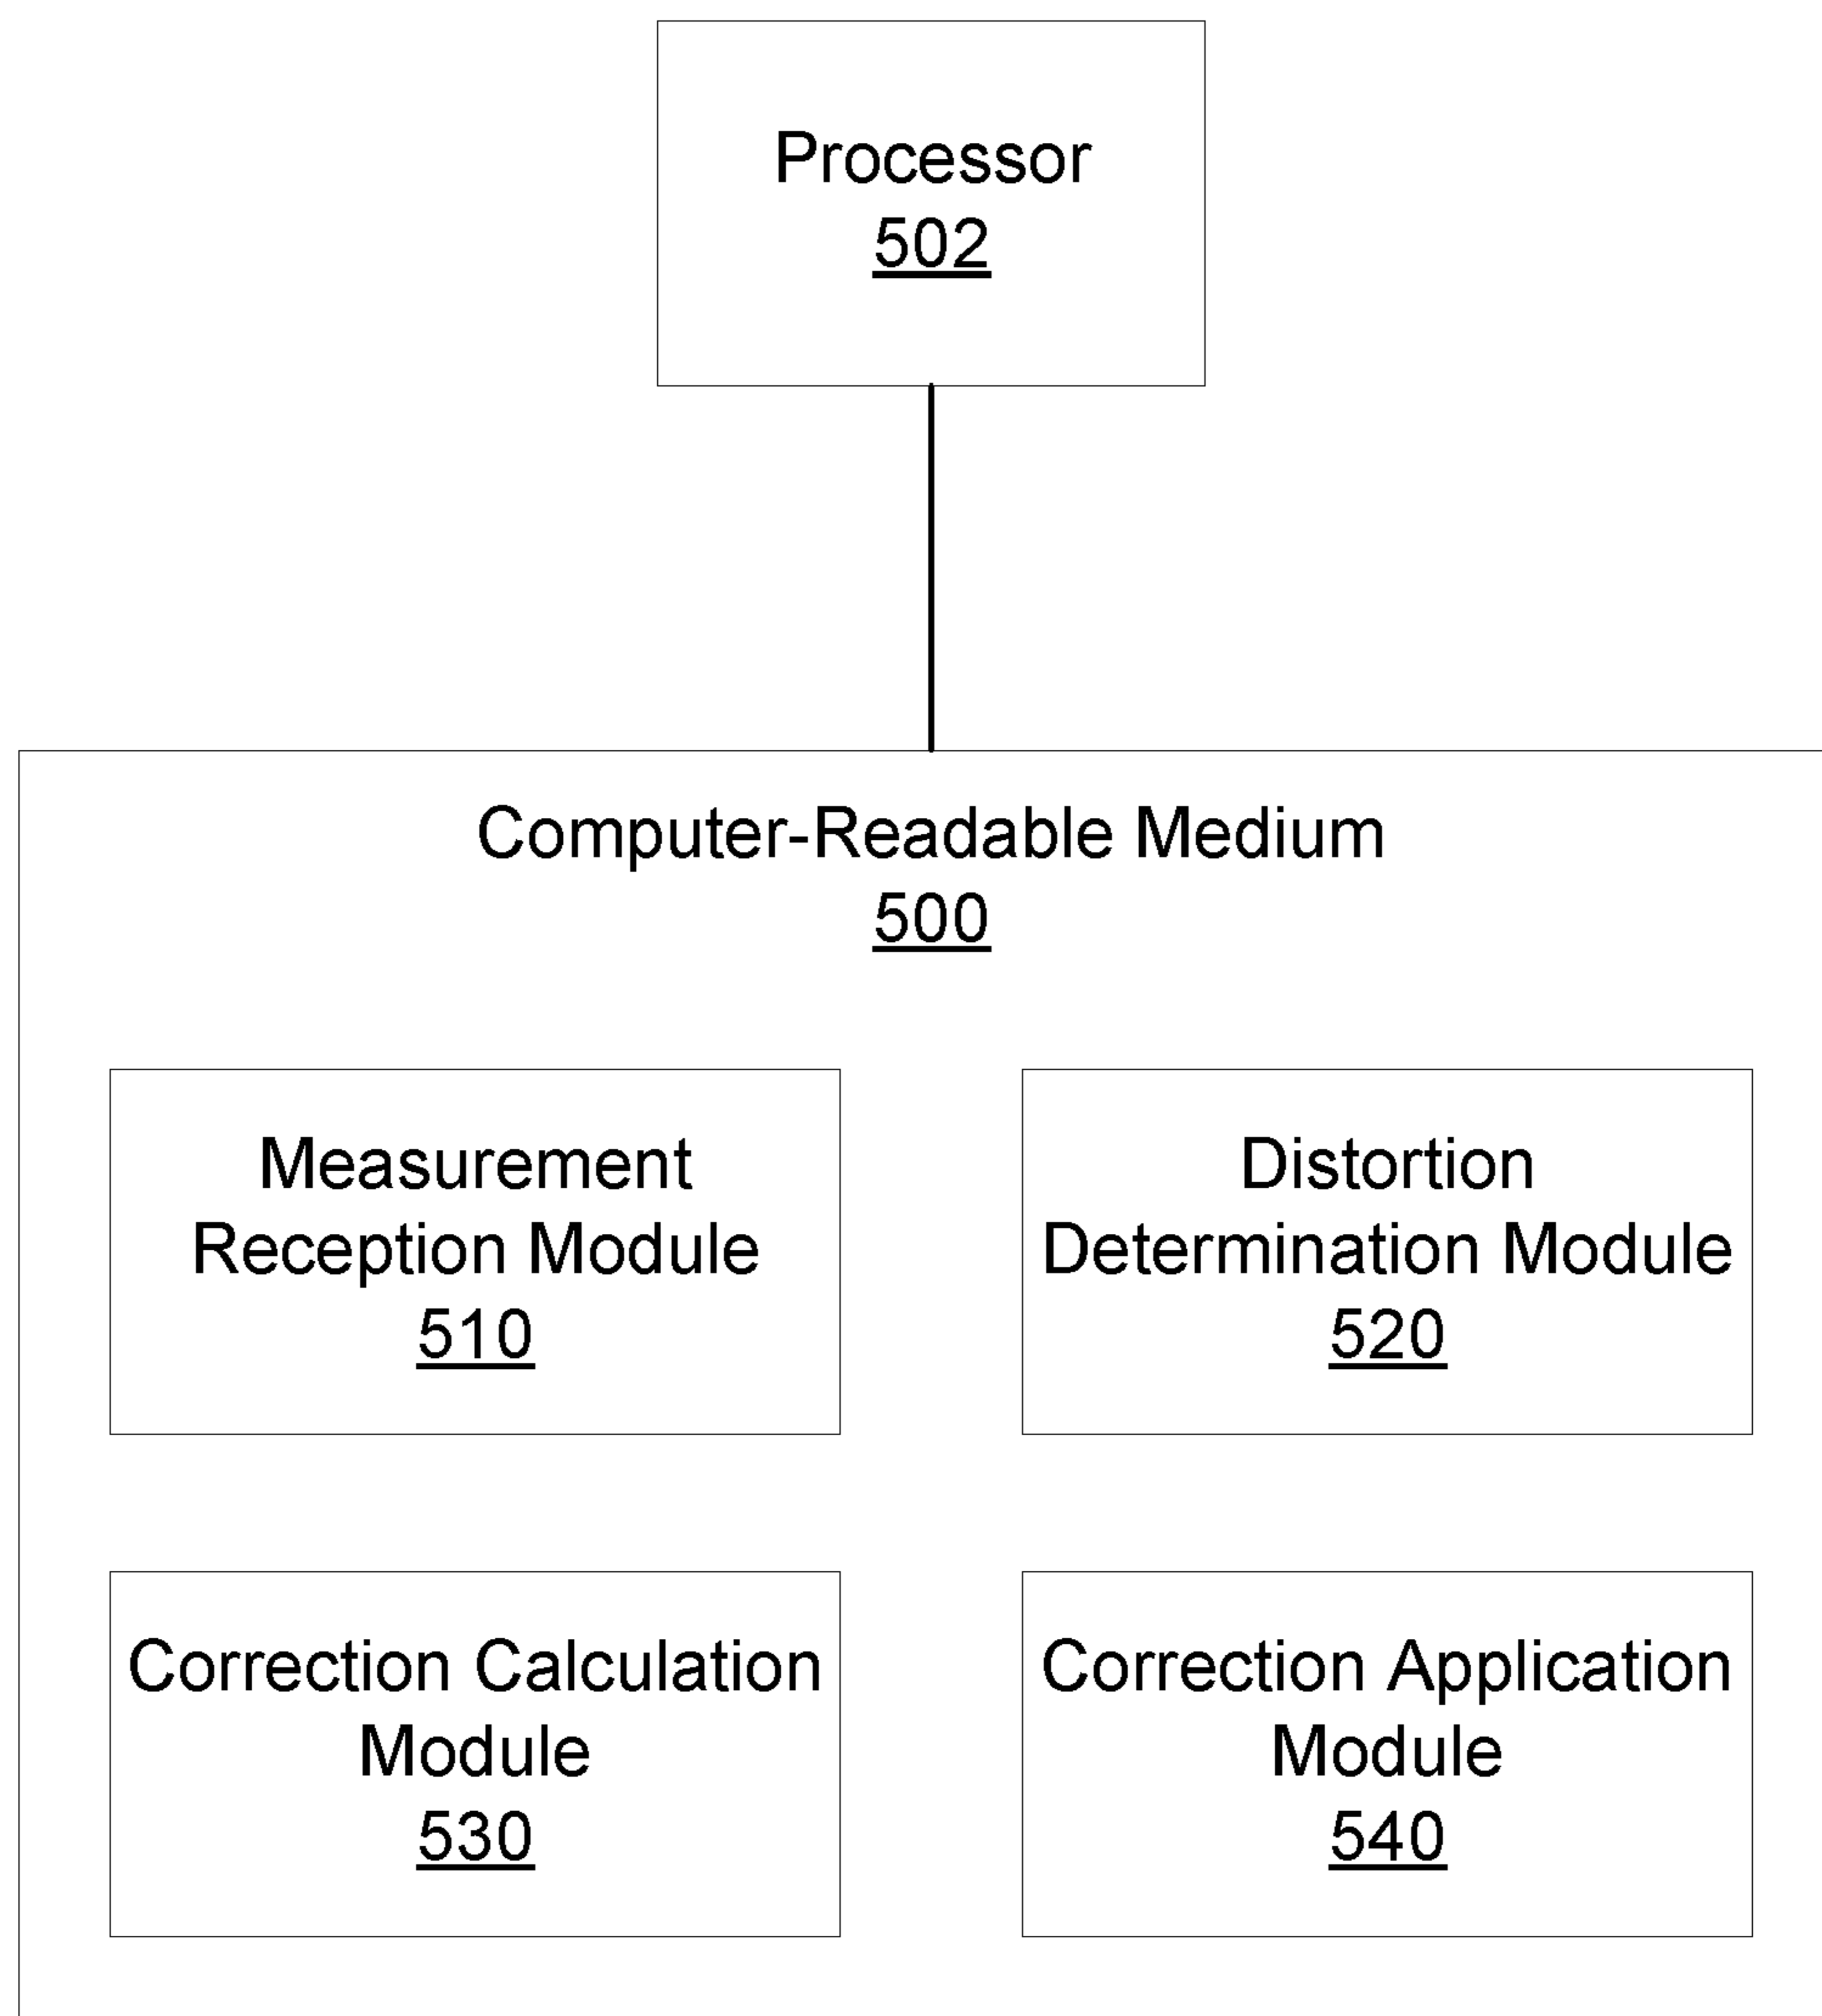 Processor
502
Computer-Readable Medium
500
Measurement
Reception Module
510
Distortion
Determination Module
520
Correction Calculation
Module
530
Correction Application
Module
540